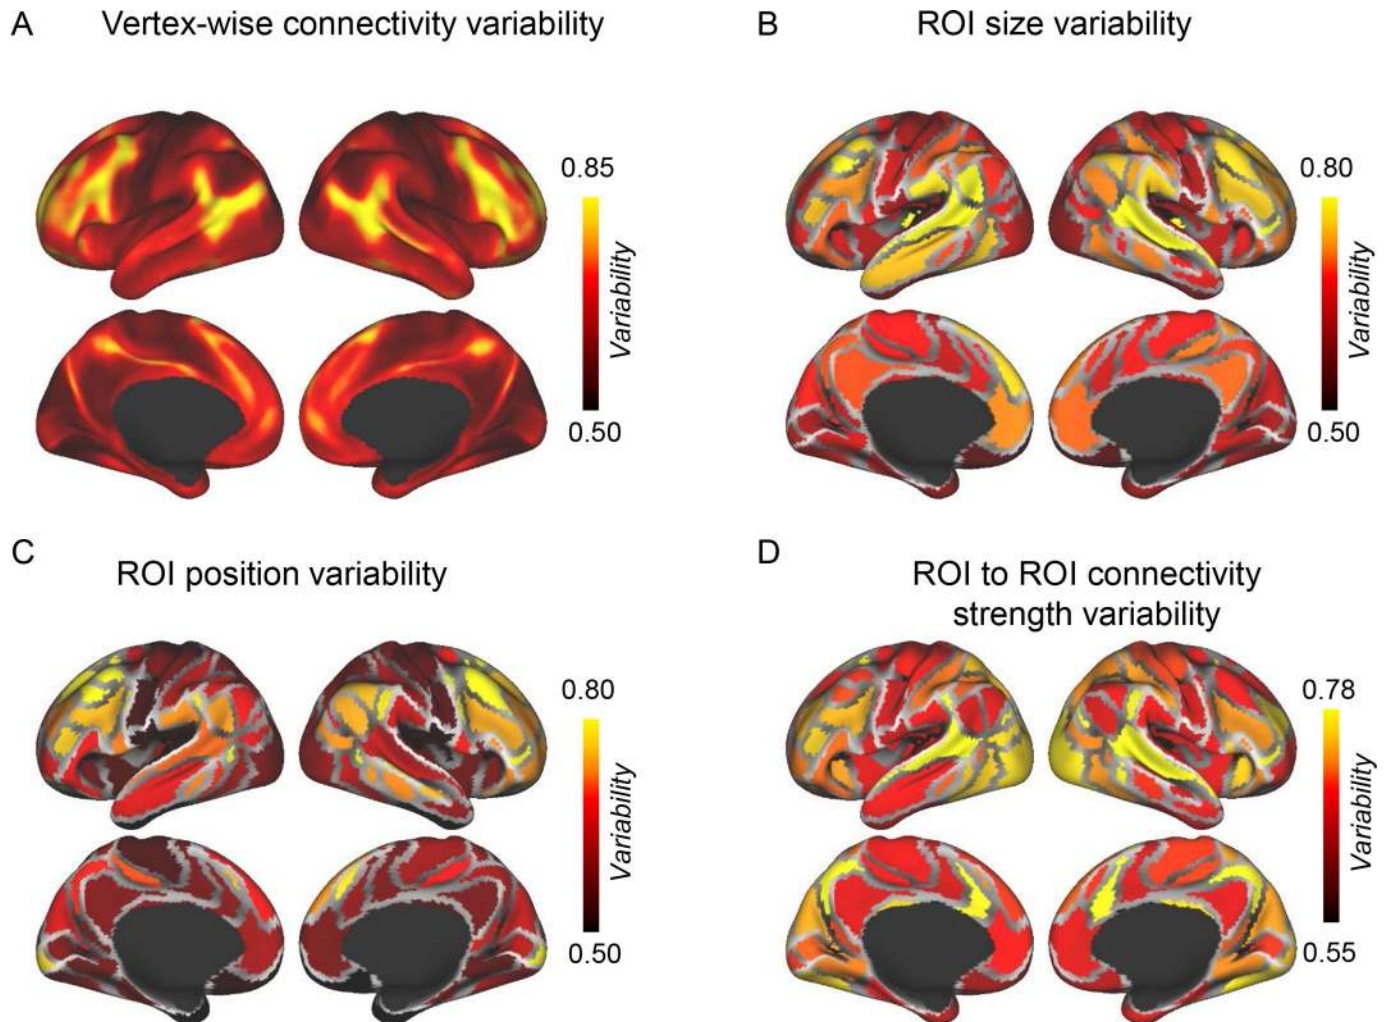 A
Vertex-wise connectivity variability
0.85
Variability
0.50
B
ROI size variability
0.80
Variability
0.50
C
ROI position variability
0.80
Variability
0.50
D
ROI to ROI connectivity
strength variability
0.78
Variability
0.55